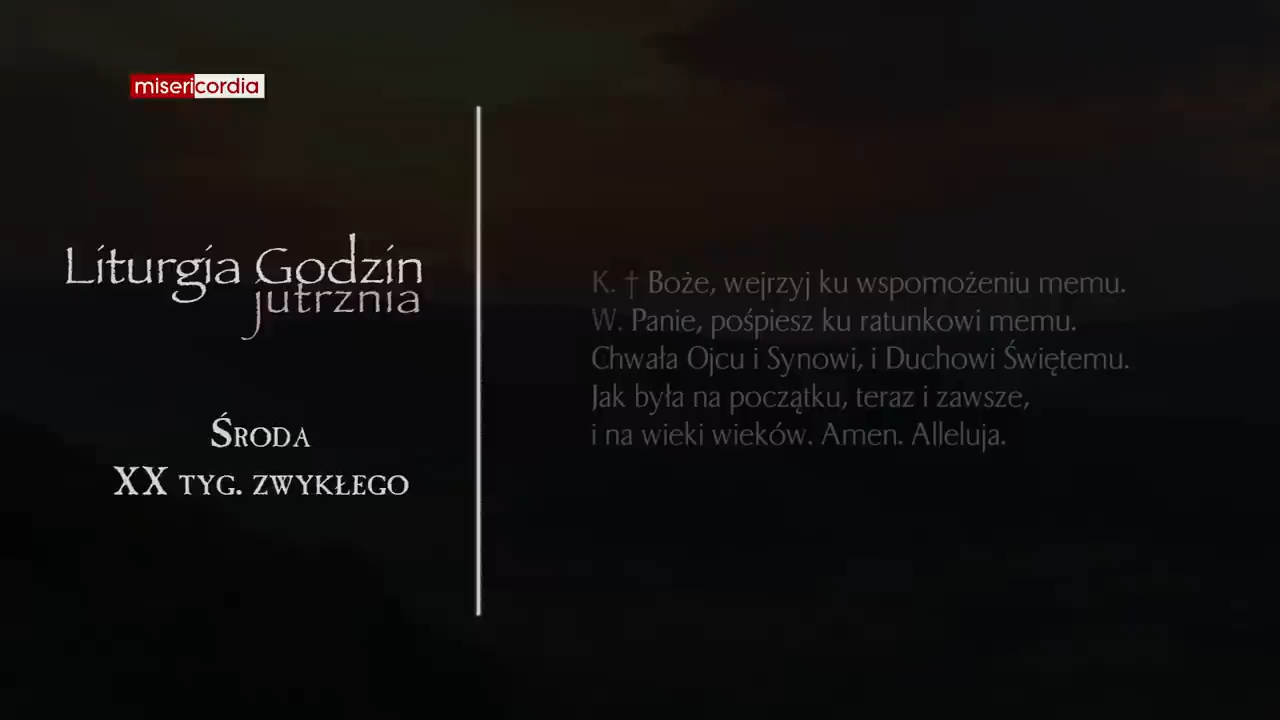 misericordia
Liturgia Godzin
jutrznia
Środa
XX tyg. zwykłego
K. † Boże, wejrzyj ku wspomożeniu memu.
W. Panie, pośpiesz ku ratunkowi memu.
Chwała Ojcu i Synowi, i Duchowi Świętemu.
Jak była na początku, teraz i zawsze,
i na wieki wieków. Amen. Alleluja.